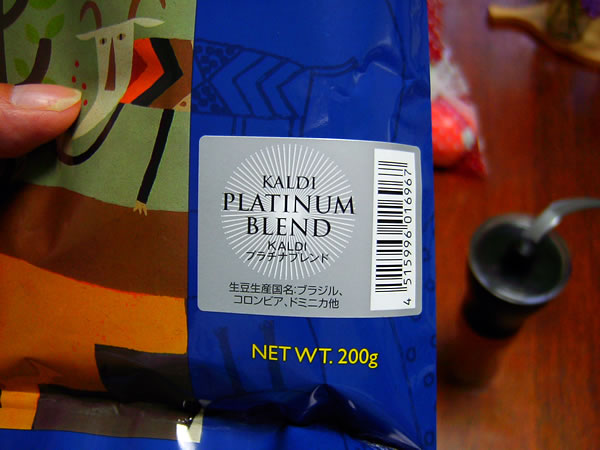 KALDI
PLATINUM
BLEND
KALDI
プラチナブレンド
生豆生産国名:ブラジル、
コロンビア、ドミニカ他
4 515996 016967
NET WT. 200g